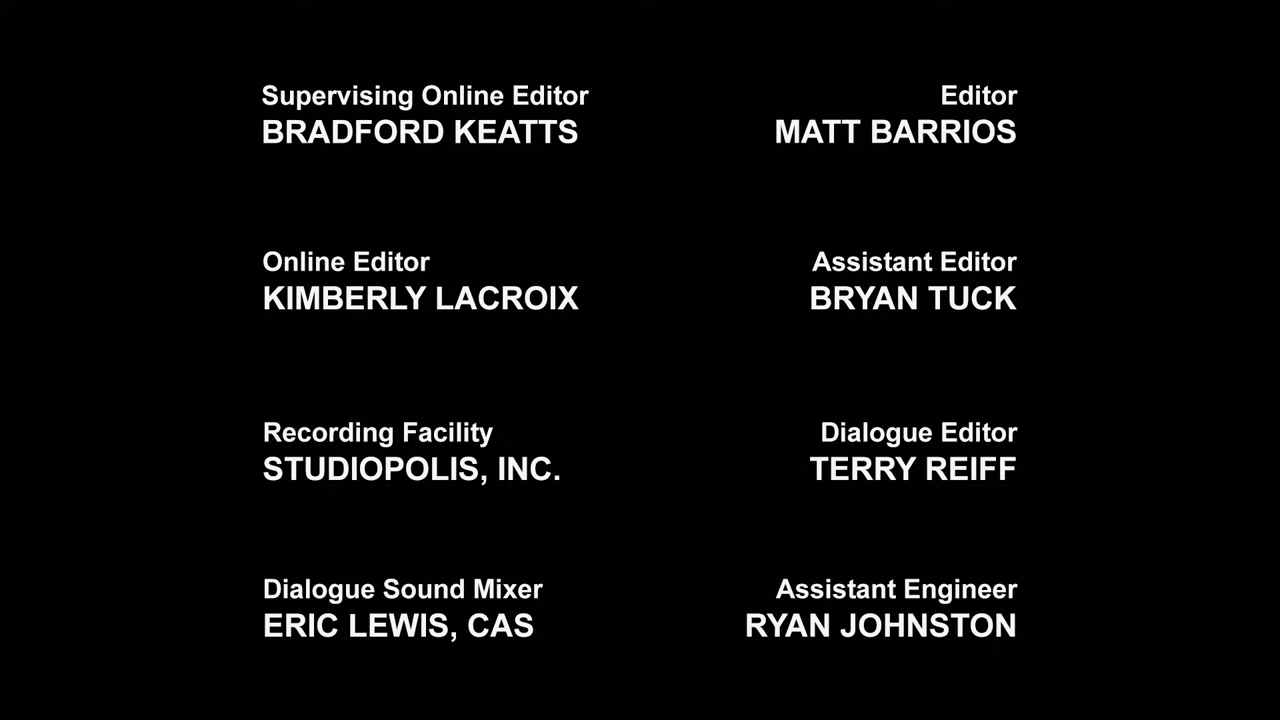 Supervising Online Editor
BRADFORD KEATTS
Editor
MATT BARRIOS
Online Editor
KIMBERLY LACROIX
Assistant Editor
BRYAN TUCK
Recording Facility
STUDIOPOLIS, INC.
Dialogue Editor
TERRY REIFF
Dialogue Sound Mixer
ERIC LEWIS, CAS
Assistant Engineer
RYAN JOHNSTON